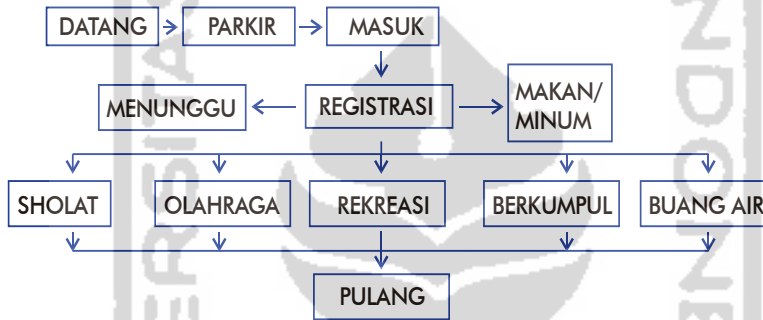 DATANG
PARKIR
MASUK
MENUNGGU
REGISTRASI
MAKAN/
MINUM
SHOLAT
OLAHRAGA
REKREASI
BERKUMPUL
BUANG AIR
PULANG